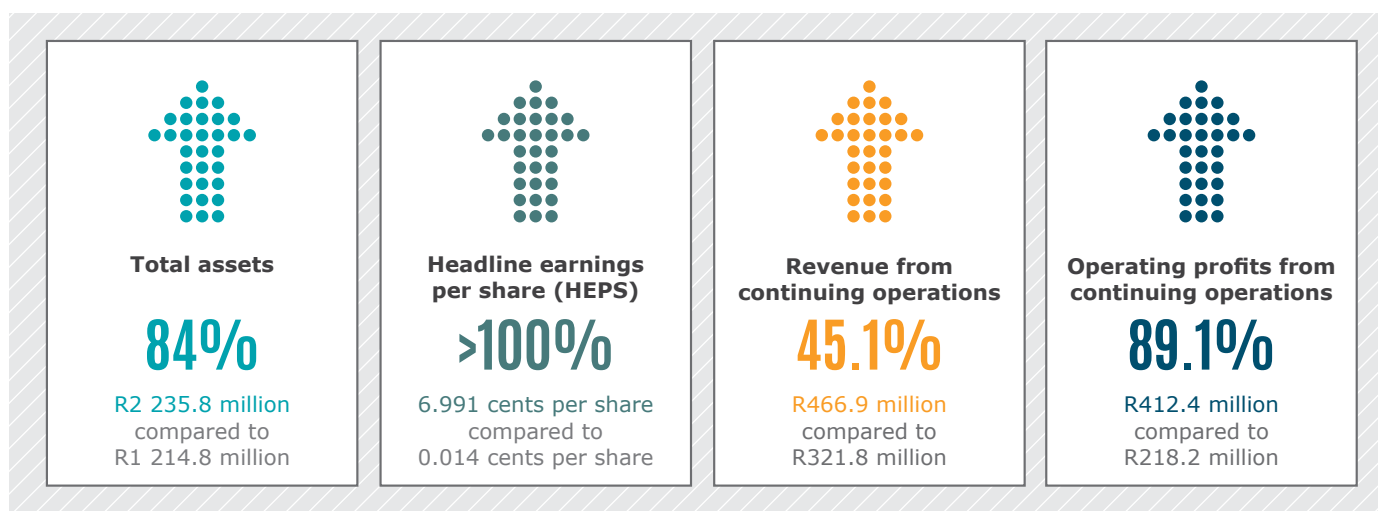 Total assets
84%
R2 235.8 million
compared to
R1 214.8 million
Headline earnings
per share (HEPS)
>100%
6.991 cents per share
compared to
0.014 cents per share
Revenue from
continuing operations
45.1%
R466.9 million
compared to
R321.8 million
Operating profits from
continuing operations
89.1%
R412.4 million
compared to
R218.2 million